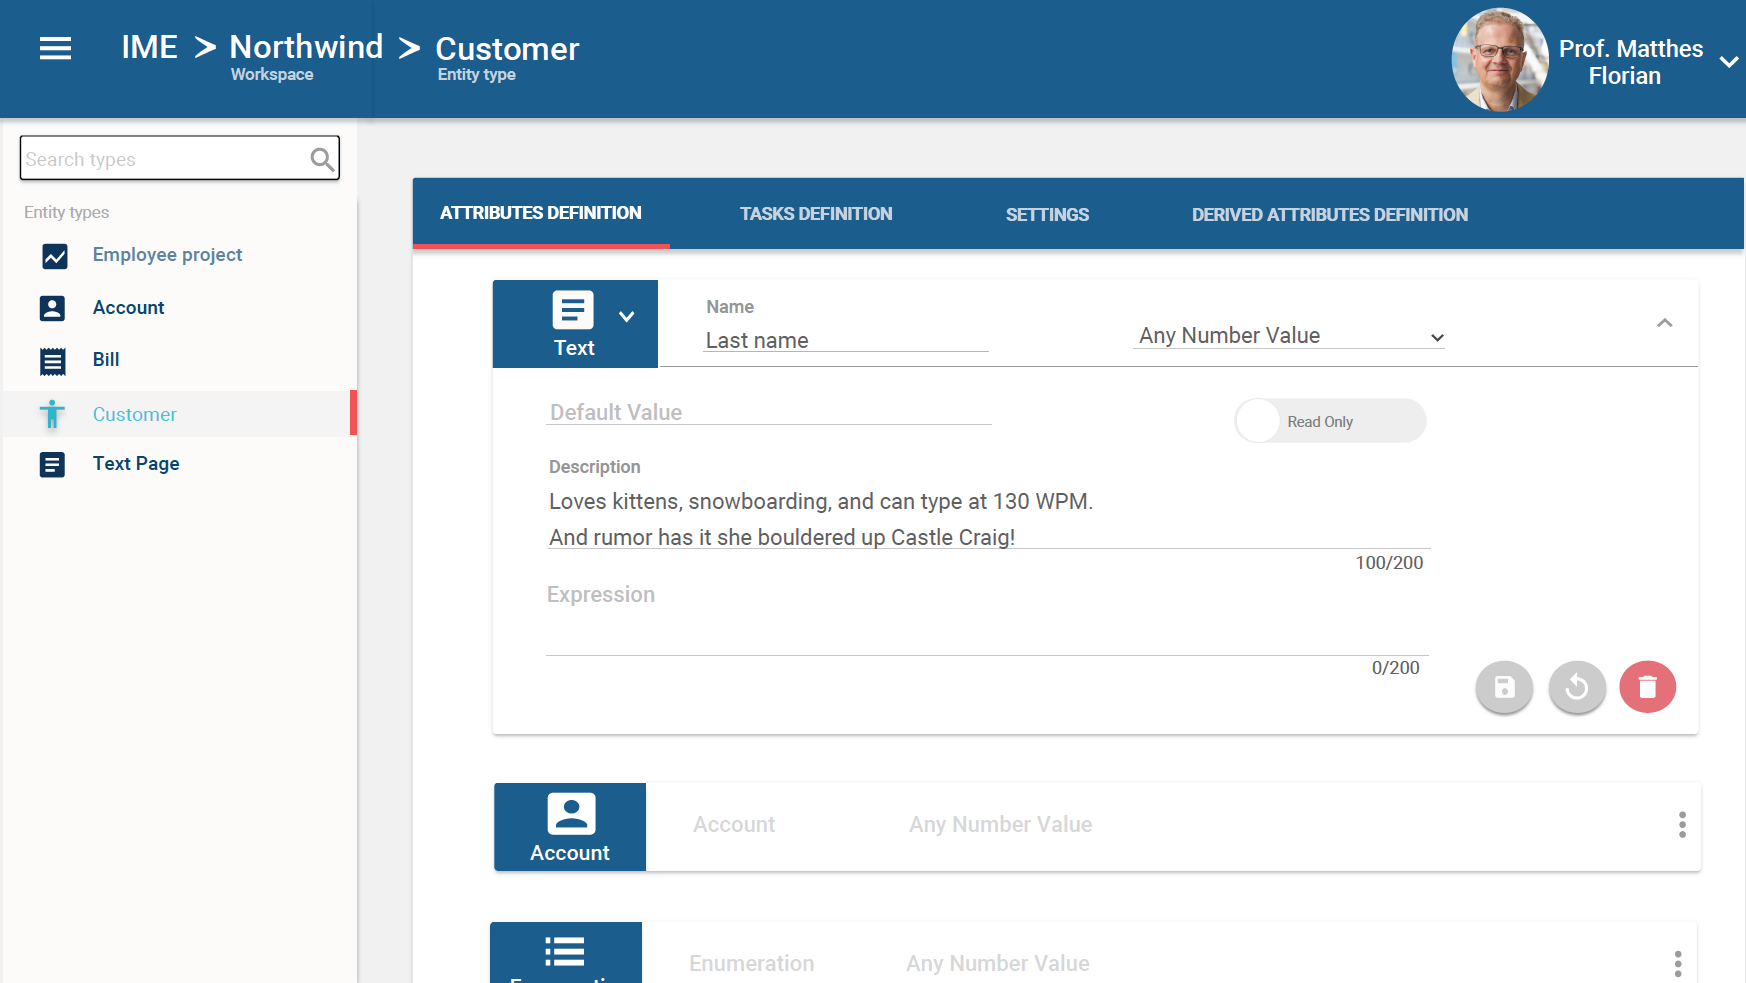 IME > Northwind > Customer
Workspace
Entity type
Prof. Matthes
Florian
Search types
Entity types
Employee project
Account
Bill
Customer
Text Page
ATTRIBUTES DEFINITION
TASKS DEFINITION
SETTINGS
DERIVED ATTRIBUTES DEFINITION
Text
Name
Last name
Any Number Value
Default Value
Read Only
Description
Loves kittens, snowboarding, and can type at 130 WPM.
And rumor has it she bouldered up Castle Craig!
100/200
Expression
0/200
Account
Account
Any Number Value
Enumeration
Any Number Value